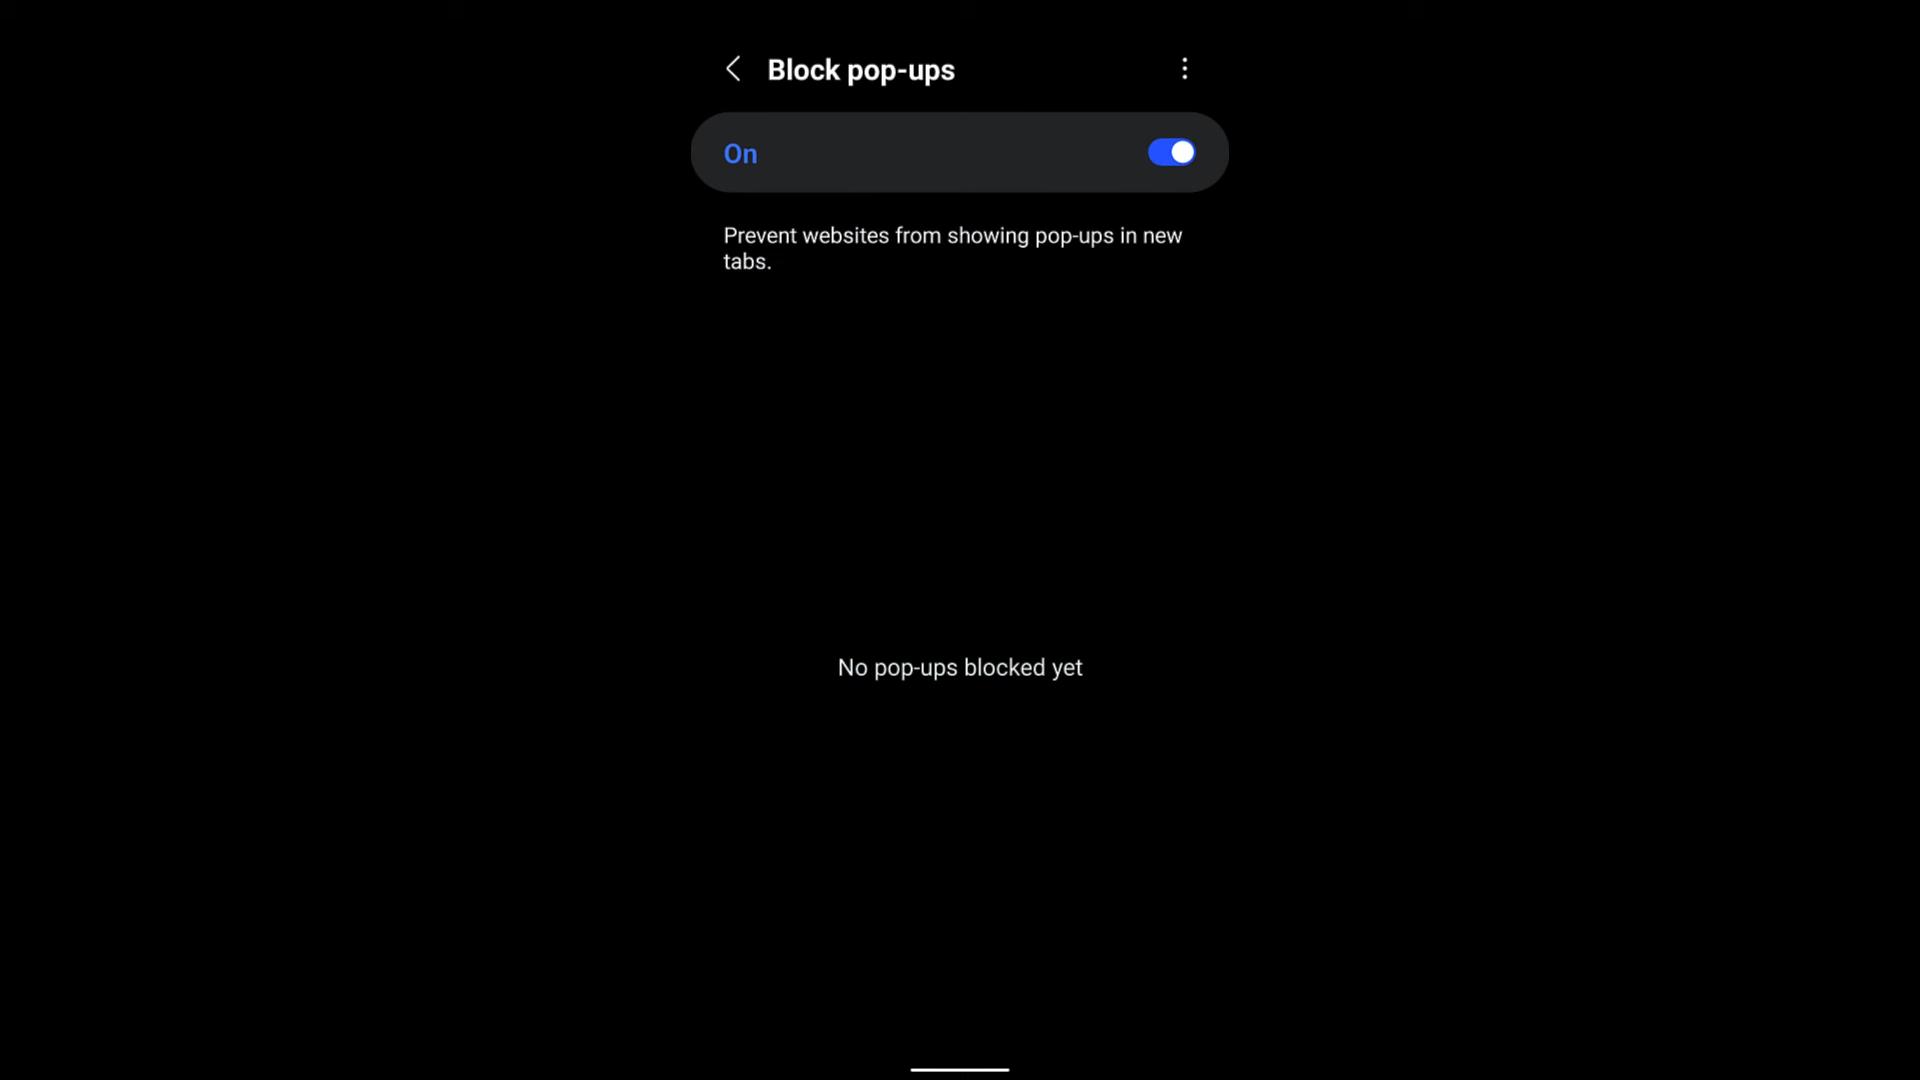 Block pop-ups
On
Prevent websites from showing pop-ups in new
tabs.
No pop-ups blocked yet